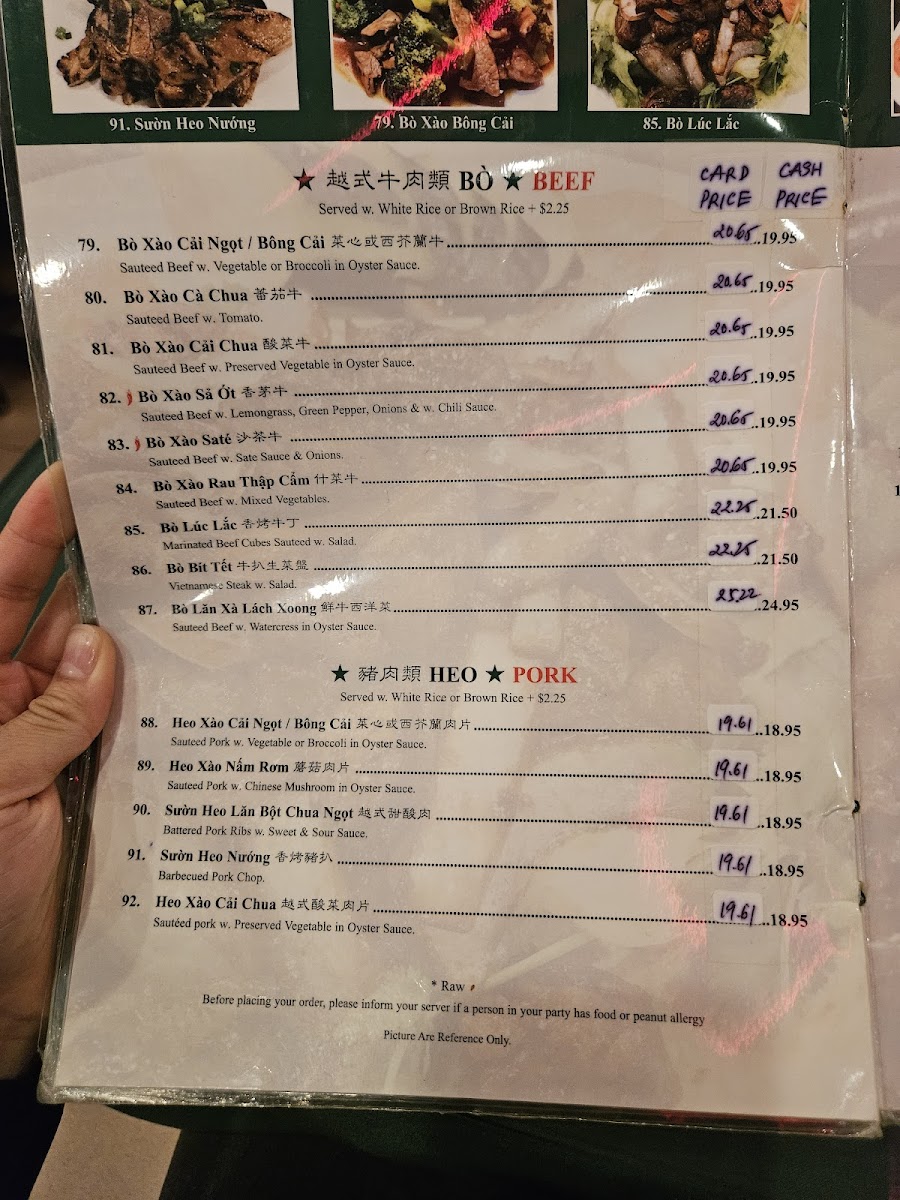 91. Sườn Heo Nướng
79. Bò Xào Bông Cải
85. Bò Lúc Lắc
★ 越式牛肉類 BÒ ★ BEEF
CARD PRICE
CASH PRICE
Served w. White Rice or Brown Rice + $2.25
79. Bò Xào Cải Ngọt / Bông Cải 菜心或西芥蘭牛 20.65 19.95
Sauteed Beef w. Vegetable or Broccoli in Oyster Sauce.
80. Bò Xào Cà Chua 蕃茄牛 20.65 19.95
Sauteed Beef w. Tomato.
81. Bò Xào Cải Chua 酸菜牛 20.65 19.95
Sauteed Beef w. Preserved Vegetable in Oyster Sauce.
82. Bò Xào Sả Ớt 香茅牛 20.65 19.95
Sauteed Beef w. Lemongrass, Green Pepper, Onions & w. Chili Sauce.
83. Bò Xào Saté 沙茶牛 20.65 19.95
Sauteed Beef w. Sate Sauce & Onions.
84. Bò Xào Rau Thập Cẩm 什菜牛 20.65 19.95
Sauteed Beef w. Mixed Vegetables.
85. Bò Lúc Lắc 香烤牛丁 22.25 21.50
Marinated Beef Cubes Sauteed w. Salad.
86. Bò Bít Tết 牛扒生菜盤 22.25 21.50
Vietnamese Steak w. Salad.
87. Bò Lăn Xà Lách Xoong 鮮牛西洋菜 25.22 24.95
Sauteed Beef w. Watercress in Oyster Sauce.
★ 豬肉類 HEO ★ PORK
Served w. White Rice or Brown Rice + $2.25
88. Heo Xào Cải Ngọt / Bông Cải 菜心或西芥蘭肉片 19.61 18.95
Sauteed Pork w. Vegetable or Broccoli in Oyster Sauce.
89. Heo Xào Nấm Rơm 蘑菇肉片 19.61 18.95
Sauteed Pork w. Chinese Mushroom in Oyster Sauce.
90. Sườn Heo Lăn Bột Chua Ngọt 越式甜酸肉 19.61 18.95
Battered Pork Ribs w. Sweet & Sour Sauce.
91. Sườn Heo Nướng 香烤豬扒 19.61 18.95
Barbecued Pork Chop.
92. Heo Xào Cải Chua 越式酸菜肉片 19.61 18.95
Sautéed pork w. Preserved Vegetable in Oyster Sauce.
* Raw
Before placing your order, please inform your server if a person in your party has food or peanut allergy
Picture Are Reference Only.